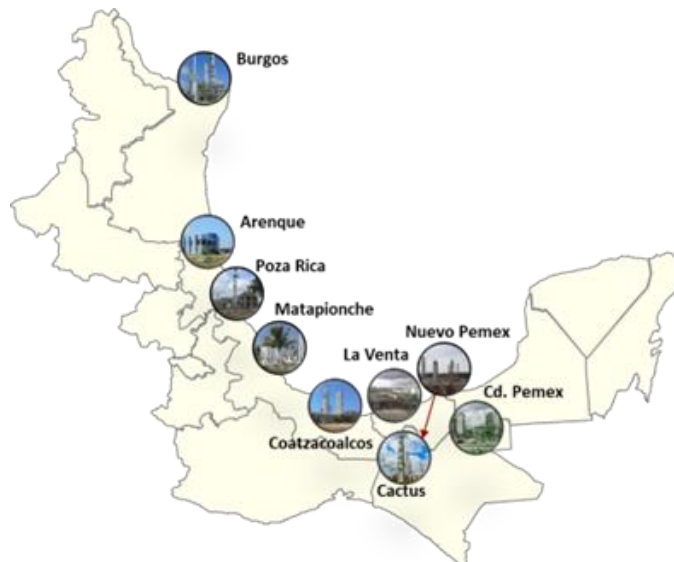 Burgos
Arenque
Poza Rica
Matapionche
Nuevo Pemex
La Venta
Cd. Pemex
Coatzacoalcos
Cactus